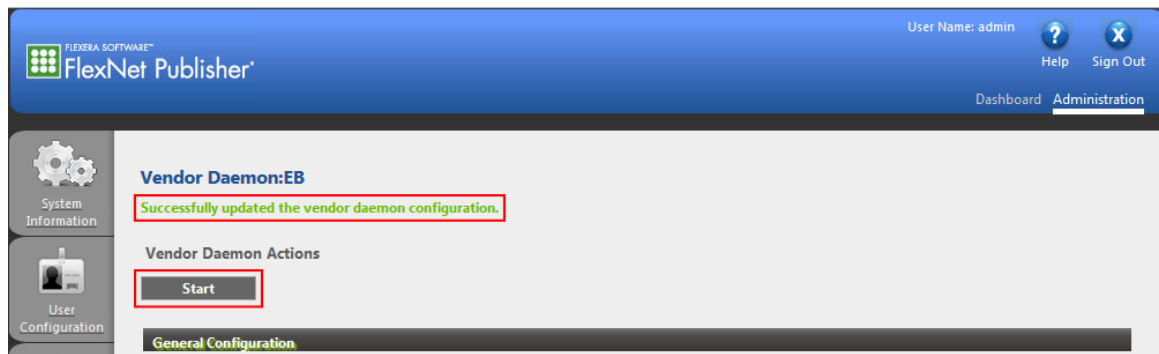 User Name: admin
FLEXERA SOFTWARE™
FlexNet Publisher
Help Sign Out
Dashboard Administration
Vendor Daemon:EB
Successfully updated the vendor daemon configuration.
System
Information
Vendor Daemon Actions
Start
User
Configuration
General Configuration